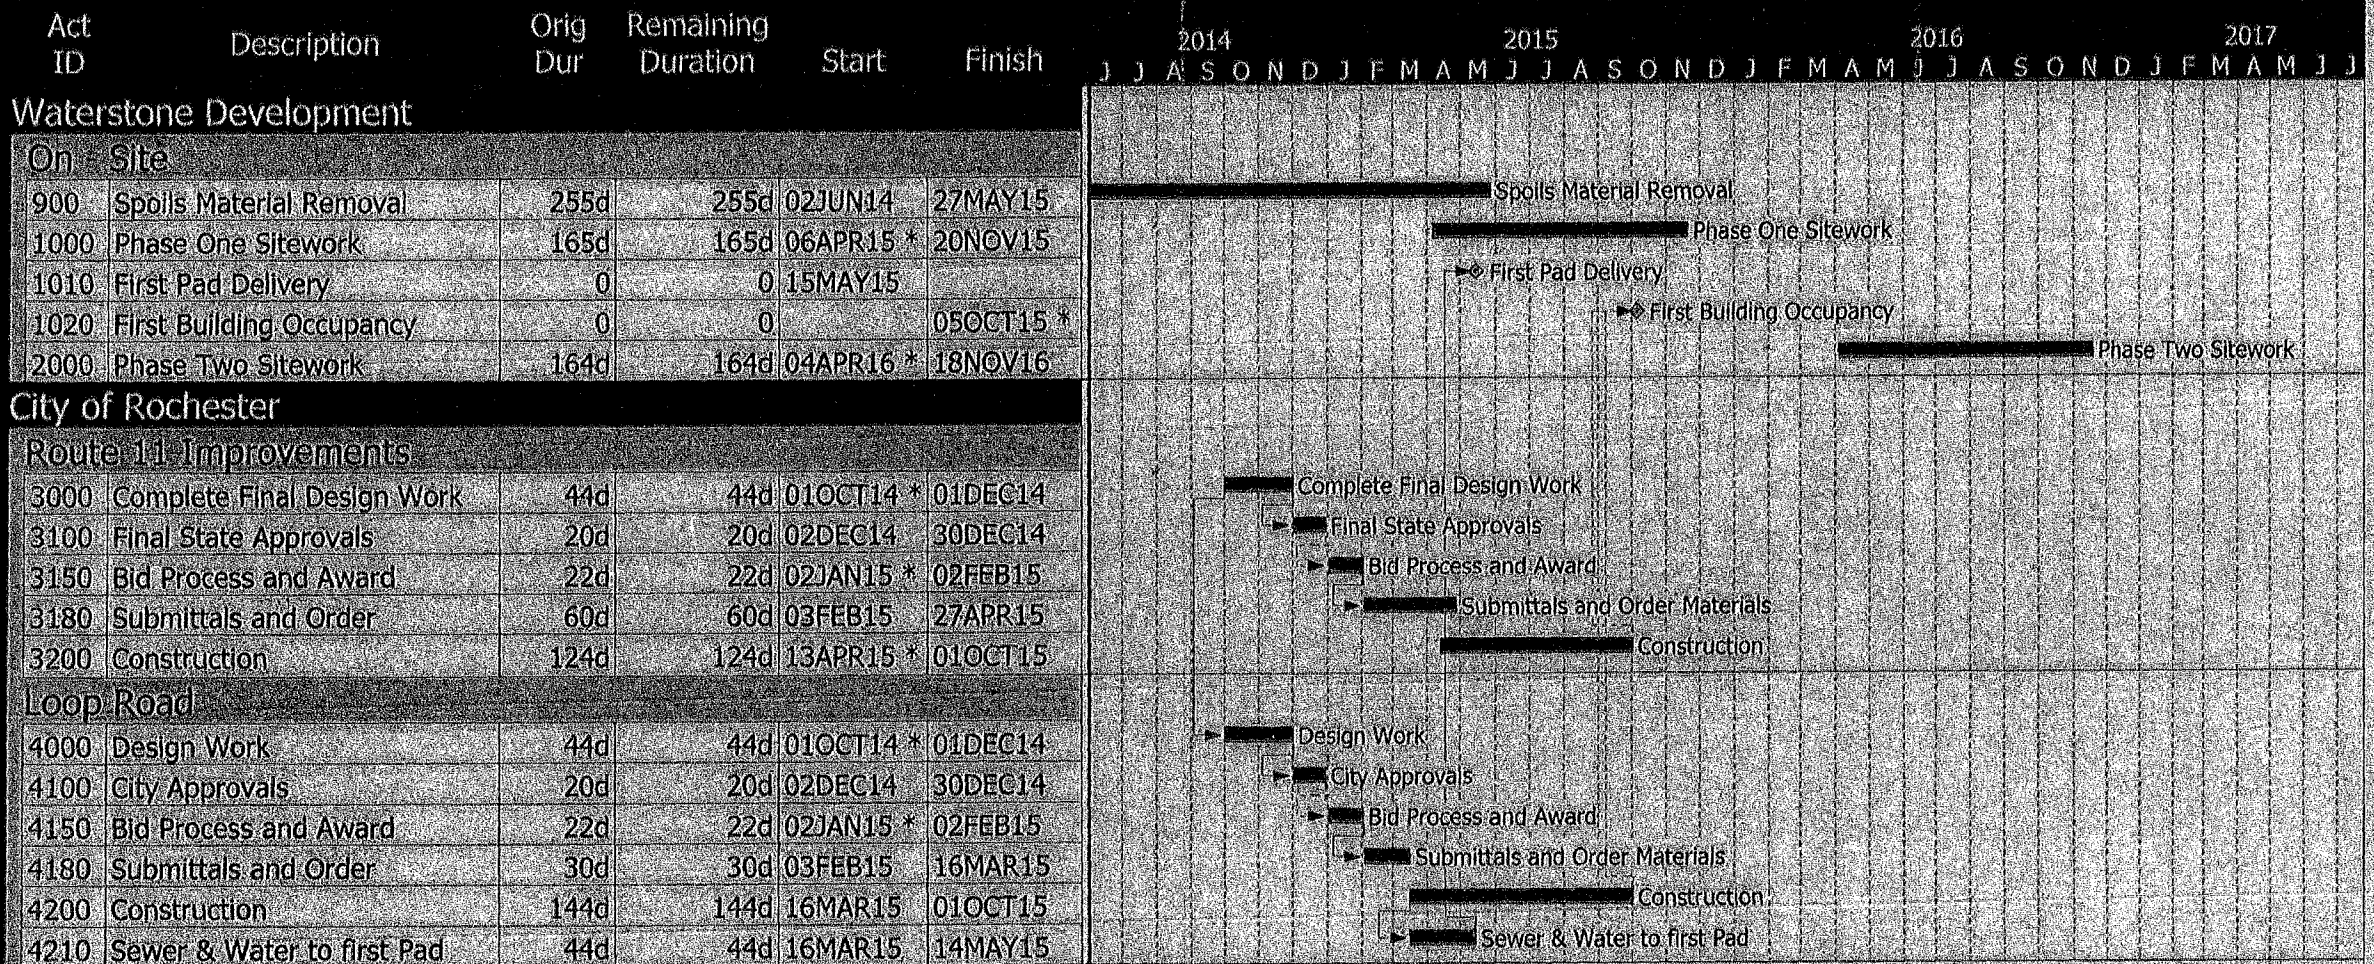 Act ID Description Orig Dur Remaining Duration Start Finish
2014 2015 2016 2017
J J A S O N D J F M A M J J A S O N D J F M A M J J A S O N D J F M A M J J
Waterstone Development
On - Site
900 Spoils Material Removal 255d 255d 02JUN14 27MAY15 Spoils Material Removal
1000 Phase One Sitework 165d 165d 06APR15 * 20NOV15 Phase One Sitework
1010 First Pad Delivery 0 0 15MAY15 First Pad Delivery
1020 First Building Occupancy 0 0 05OCT15 * First Building Occupancy
2000 Phase Two Sitework 164d 164d 04APR16 * 18NOV16 Phase Two Sitework
City of Rochester
Route 11 Improvements
3000 Complete Final Design Work 44d 44d 01OCT14 * 01DEC14 Complete Final Design Work
3100 Final State Approvals 20d 20d 02DEC14 30DEC14 Final State Approvals
3150 Bid Process and Award 22d 22d 02JAN15 * 02FEB15 Bid Process and Award
3180 Submittals and Order 60d 60d 03FEB15 27APR15 Submittals and Order Materials
3200 Construction 124d 124d 13APR15 * 01OCT15 Construction
Loop Road
4000 Design Work 44d 44d 01OCT14 * 01DEC14 Design Work
4100 City Approvals 20d 20d 02DEC14 30DEC14 City Approvals
4150 Bid Process and Award 22d 22d 02JAN15 * 02FEB15 Bid Process and Award
4180 Submittals and Order 30d 30d 03FEB15 16MAR15 Submittals and Order Materials
4200 Construction 144d 144d 16MAR15 01OCT15 Construction
4210 Sewer & Water to first Pad 44d 44d 16MAR15 14MAY15 Sewer & Water to first Pad